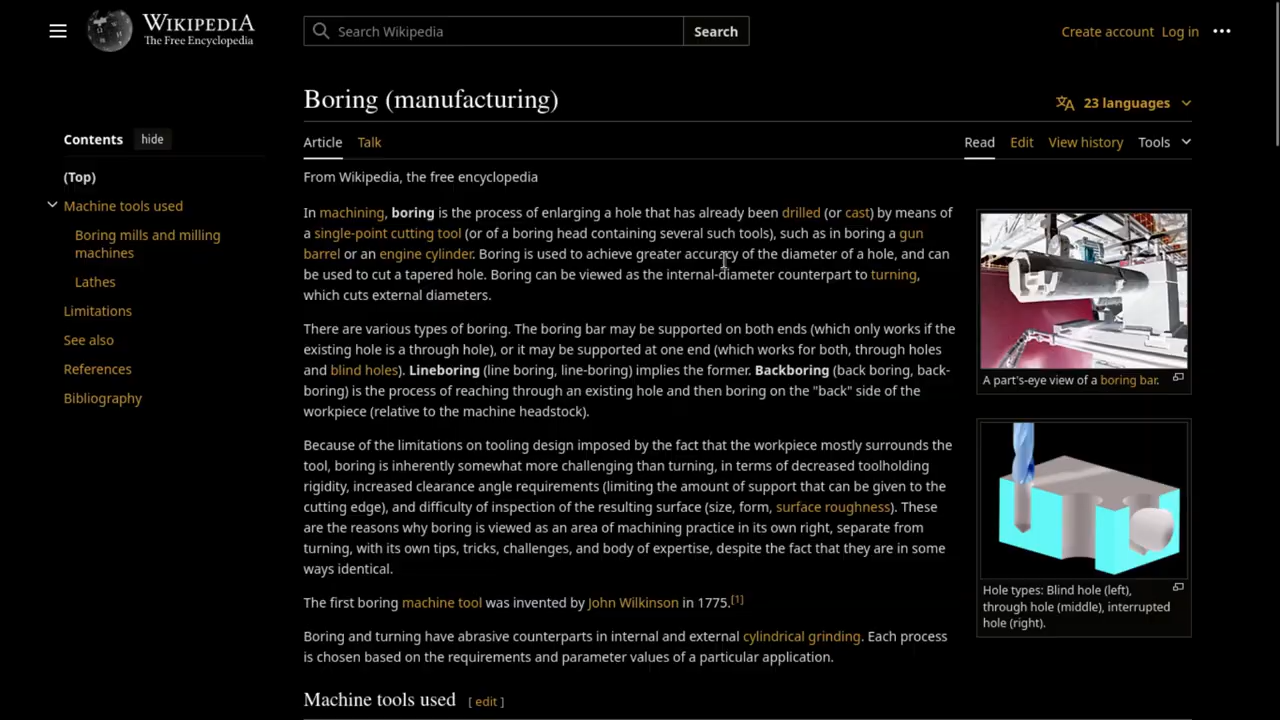 WIKIPEDIA
The Free Encyclopedia
Search Wikipedia
Search
Create account
Log in
Boring (manufacturing)
23 languages
Contents
hide
Article
Talk
Read
Edit
View history
Tools
(Top)
Machine tools used
Boring mills and milling
machines
Lathes
Limitations
See also
References
Bibliography
From Wikipedia, the free encyclopedia
In machining, boring is the process of enlarging a hole that has already been drilled (or cast) by means of
a single-point cutting tool (or of a boring head containing several such tools), such as in boring a gun
barrel or an engine cylinder. Boring is used to achieve greater accuracy of the diameter of a hole, and can
be used to cut a tapered hole. Boring can be viewed as the internal-diameter counterpart to turning,
which cuts external diameters.
There are various types of boring. The boring bar may be supported on both ends (which only works if the
existing hole is a through hole), or it may be supported at one end (which works for both, through holes
and blind holes). Lineboring (line boring, line-boring) implies the former. Backboring (back boring, back-
boring) is the process of reaching through an existing hole and then boring on the "back" side of the
workpiece (relative to the machine headstock).
Because of the limitations on tooling design imposed by the fact that the workpiece mostly surrounds the
tool, boring is inherently somewhat more challenging than turning, in terms of decreased toolholding
rigidity, increased clearance angle requirements (limiting the amount of support that can be given to the
cutting edge), and difficulty of inspection of the resulting surface (size, form, surface roughness). These
are the reasons why boring is viewed as an area of machining practice in its own right, separate from
turning, with its own tips, tricks, challenges, and body of expertise, despite the fact that they are in some
ways identical.
The first boring machine tool was invented by John Wilkinson in 1775.[1]
Boring and turning have abrasive counterparts in internal and external cylindrical grinding. Each process
is chosen based on the requirements and parameter values of a particular application.
Machine tools used [ edit ]
A part's-eye view of a boring bar.
Hole types: Blind hole (left),
through hole (middle), interrupted
hole (right).